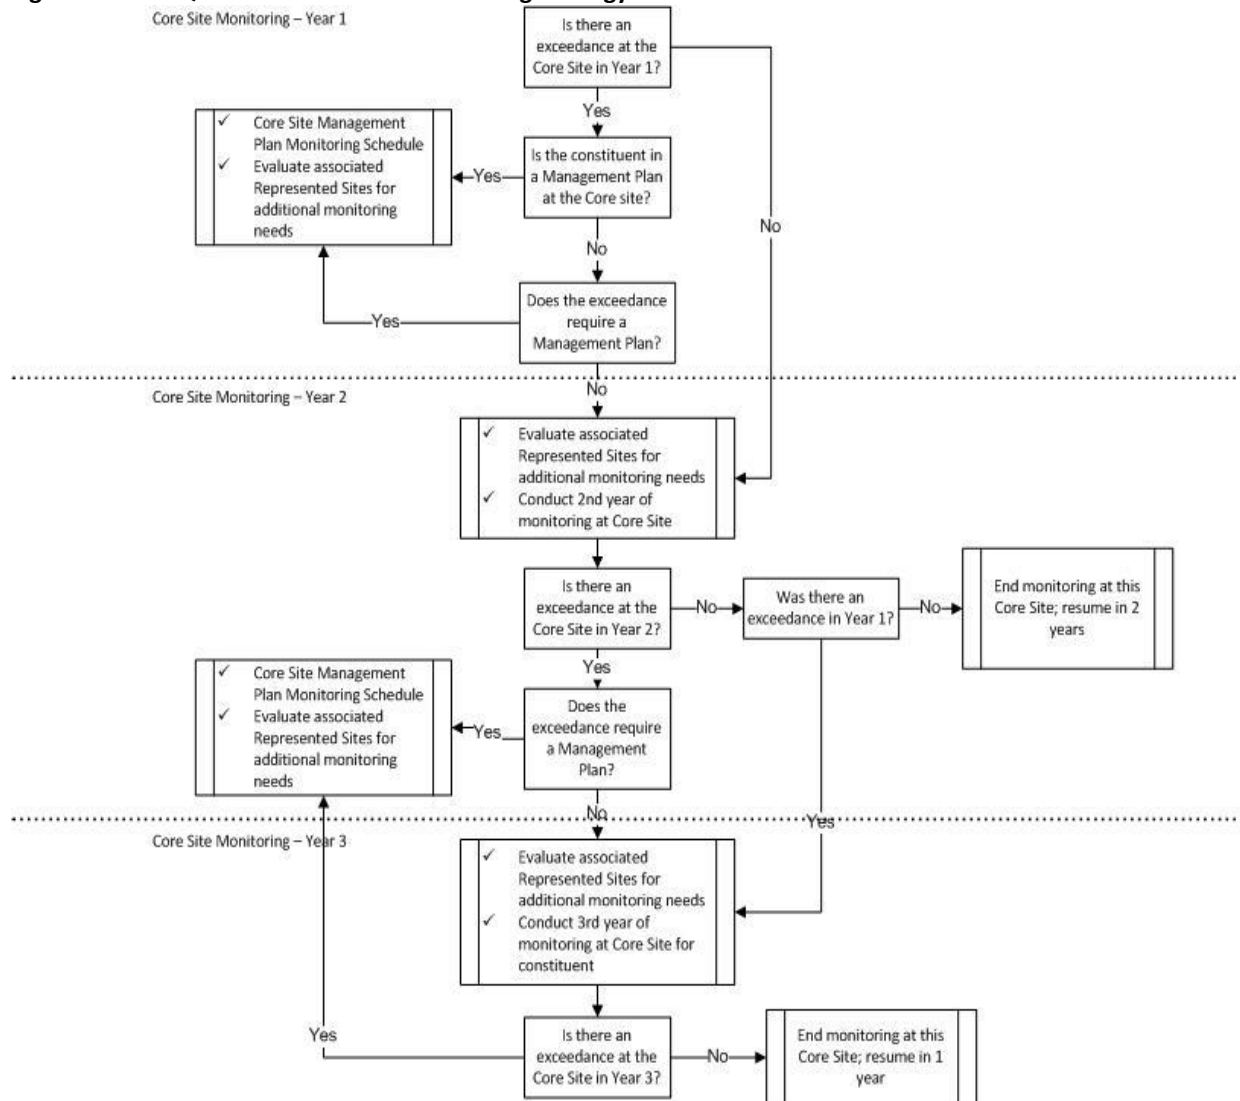 Core Site Monitoring – Year 1
Is there an
exceedance at the
Core Site in Year 1?
Yes
No
✓ Core Site Management
Plan Monitoring Schedule
✓ Evaluate associated
Represented Sites for
additional monitoring
needs
Yes
Is the constituent in
a Management Plan
at the Core site?
No
Yes
Does the exceedance
require a
Management Plan?
No
Core Site Monitoring – Year 2
✓ Evaluate associated
Represented Sites for
additional monitoring needs
✓ Conduct 2nd year of
monitoring at Core Site
Is there an
exceedance at the
Core Site in Year 2?
No
Was there an
exceedance in Year 1?
No
End monitoring at this
Core Site; resume in 2
years
Yes
✓ Core Site Management
Plan Monitoring Schedule
✓ Evaluate associated
Represented Sites for
additional monitoring
needs
Yes
Does the
exceedance require
a Management
Plan?
No
Yes
Core Site Monitoring – Year 3
✓ Evaluate associated
Represented Sites for
additional monitoring needs
✓ Conduct 3rd year of
monitoring at Core Site for
constituent
Yes
Is there an
exceedance at the
Core Site in Year 3?
No
End monitoring at this
Core Site; resume in 1
year